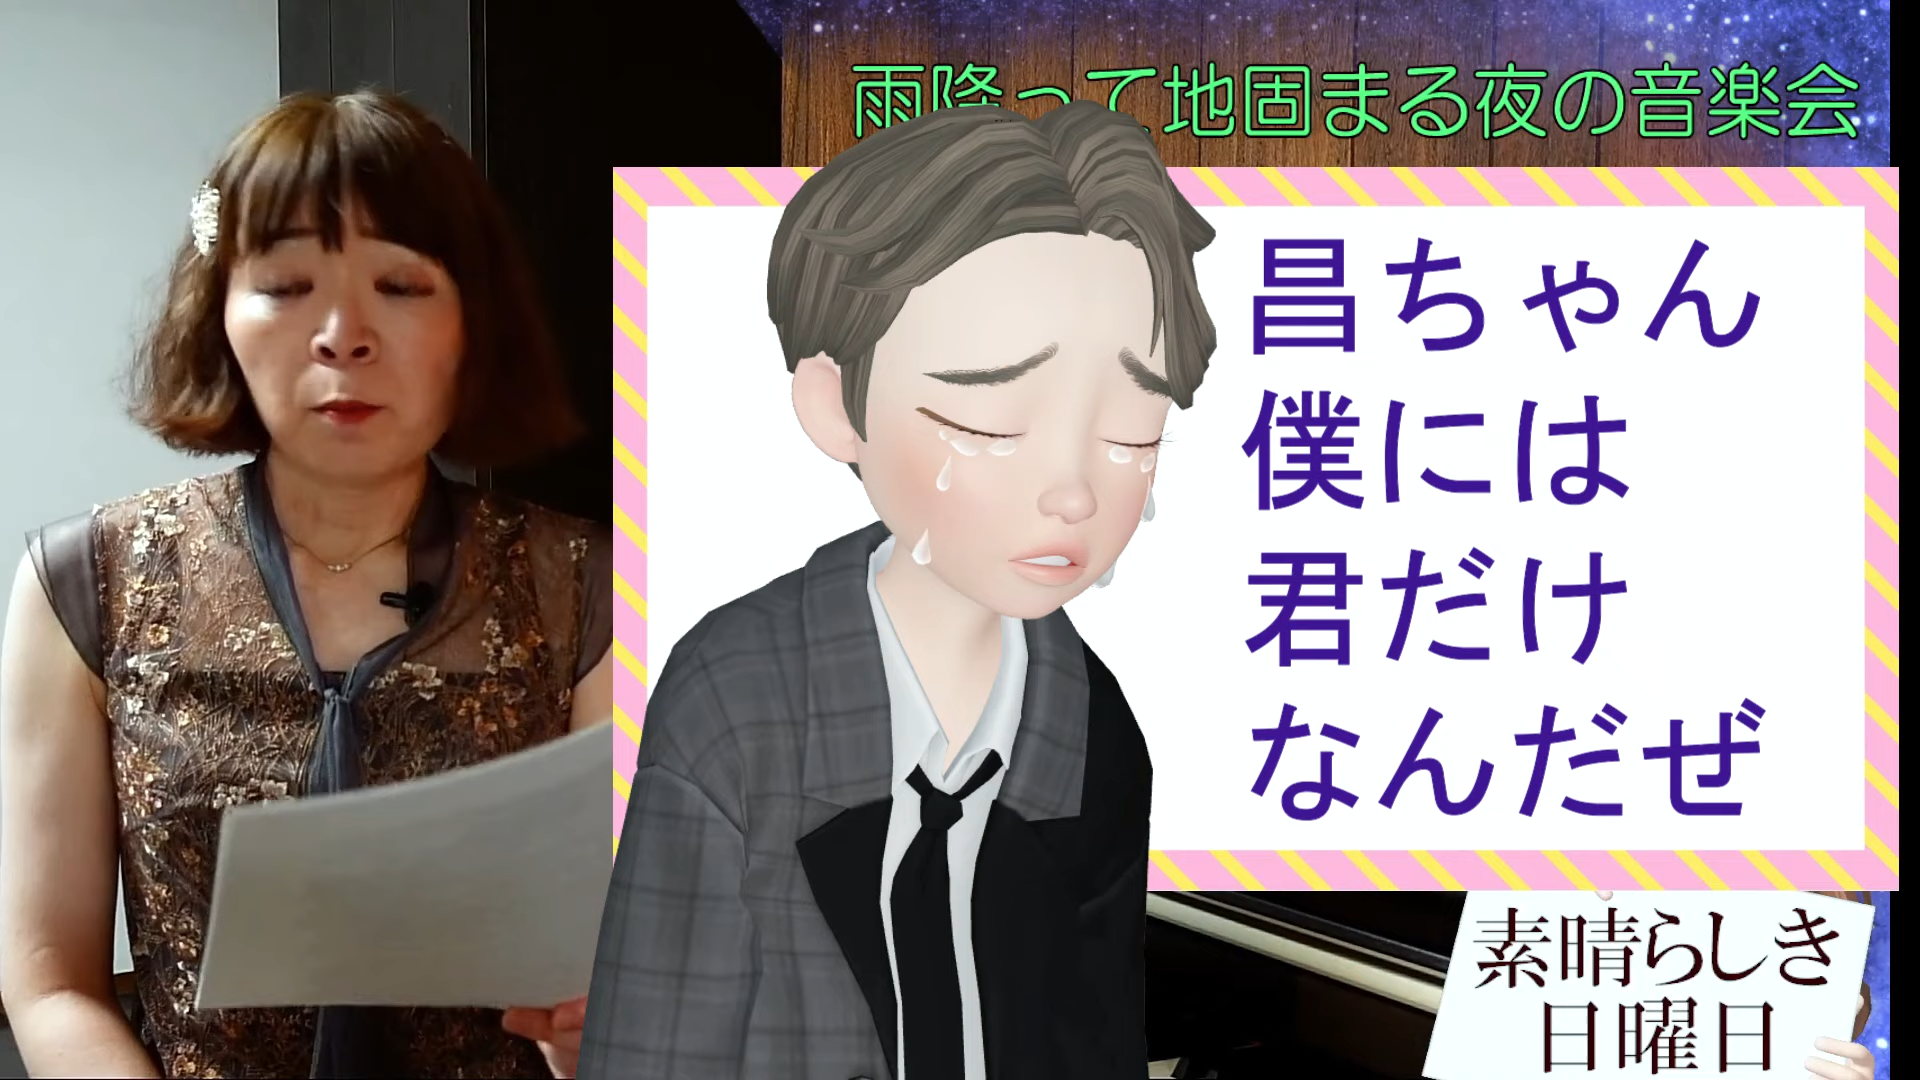 雨降って地固まる夜の音楽会
昌ちゃん
僕には
君だけ
なんだぜ
素晴らしき
日曜日